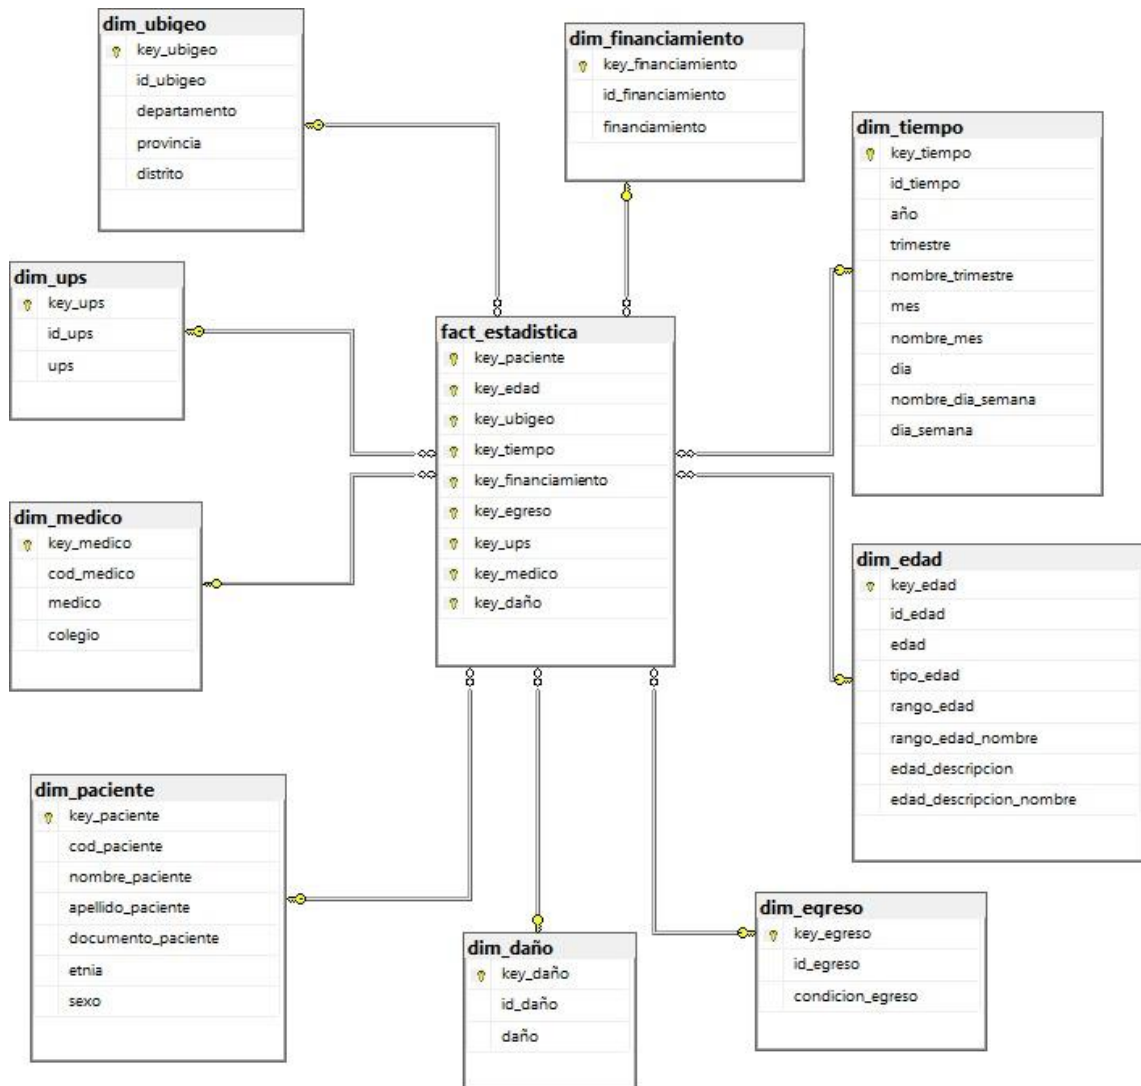 dim_ubigeo
key_ubigeo
id_ubigeo
departamento
provincia
distrito
dim_financiamiento
key_financiamiento
id_financiamiento
financiamiento
dim_tiempo
key_tiempo
id_tiempo
año
trimestre
nombre_trimestre
mes
nombre_mes
dia
nombre_dia_semana
dia_semana
dim_ups
key_ups
id_ups
ups
fact_estadistica
key_paciente
key_edad
key_ubigeo
key_tiempo
key_financiamiento
key_egreso
key_ups
key_medico
key_daño
dim_medico
key_medico
cod_medico
medico
colegio
dim_edad
key_edad
id_edad
edad
tipo_edad
rango_edad
rango_edad_nombre
edad_descripcion
edad_descripcion_nombre
dim_paciente
key_paciente
cod_paciente
nombre_paciente
apellido_paciente
documento_paciente
etnia
sexo
dim_daño
key_daño
id_daño
daño
dim_egreso
key_egreso
id_egreso
condicion_egreso